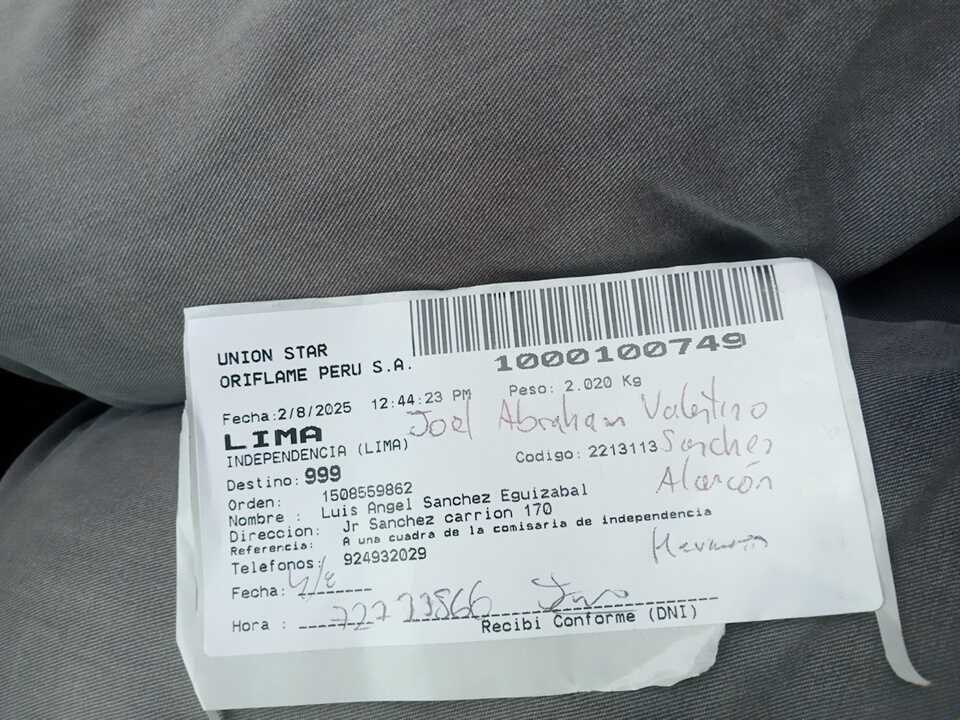 UNION STAR
ORIFLAME PERU S.A.
1000100749
Fecha:2/8/2025 12:44:23 PM Peso: 2.020 Kg
LIMA
Joel Abraham Valentino
INDEPENDENCIA (LIMA)
Codigo: 2213113 Sanchez
Alarcón
Destino: 999
Orden: 1508559862
Nombre : Luis Angel Sanchez Eguizabal
Direccion: Jr Sanchez carrion 170
Referencia: A una cuadra de la comisaria de independencia
Telefonos: 924932029
Fecha:
Hora :
Recibi Conforme (DNI)